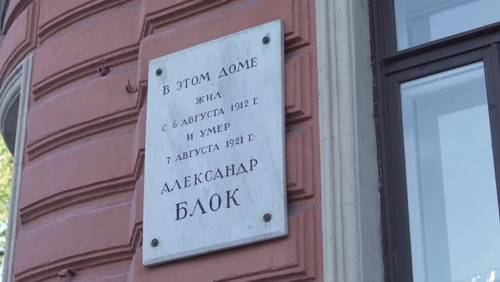 В ЭТОМ ДОМЕ
ЖИЛ
С 6 АВГУСТА 1912 Г.
И УМЕР
7 АВГУСТА 1921 Г.
АЛЕКСАНДР
БЛОК